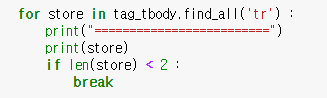 for store in tag_tbody.find_all('tr') :
    print("=========================")
    print(store)
    if len(store) < 2 :
        break